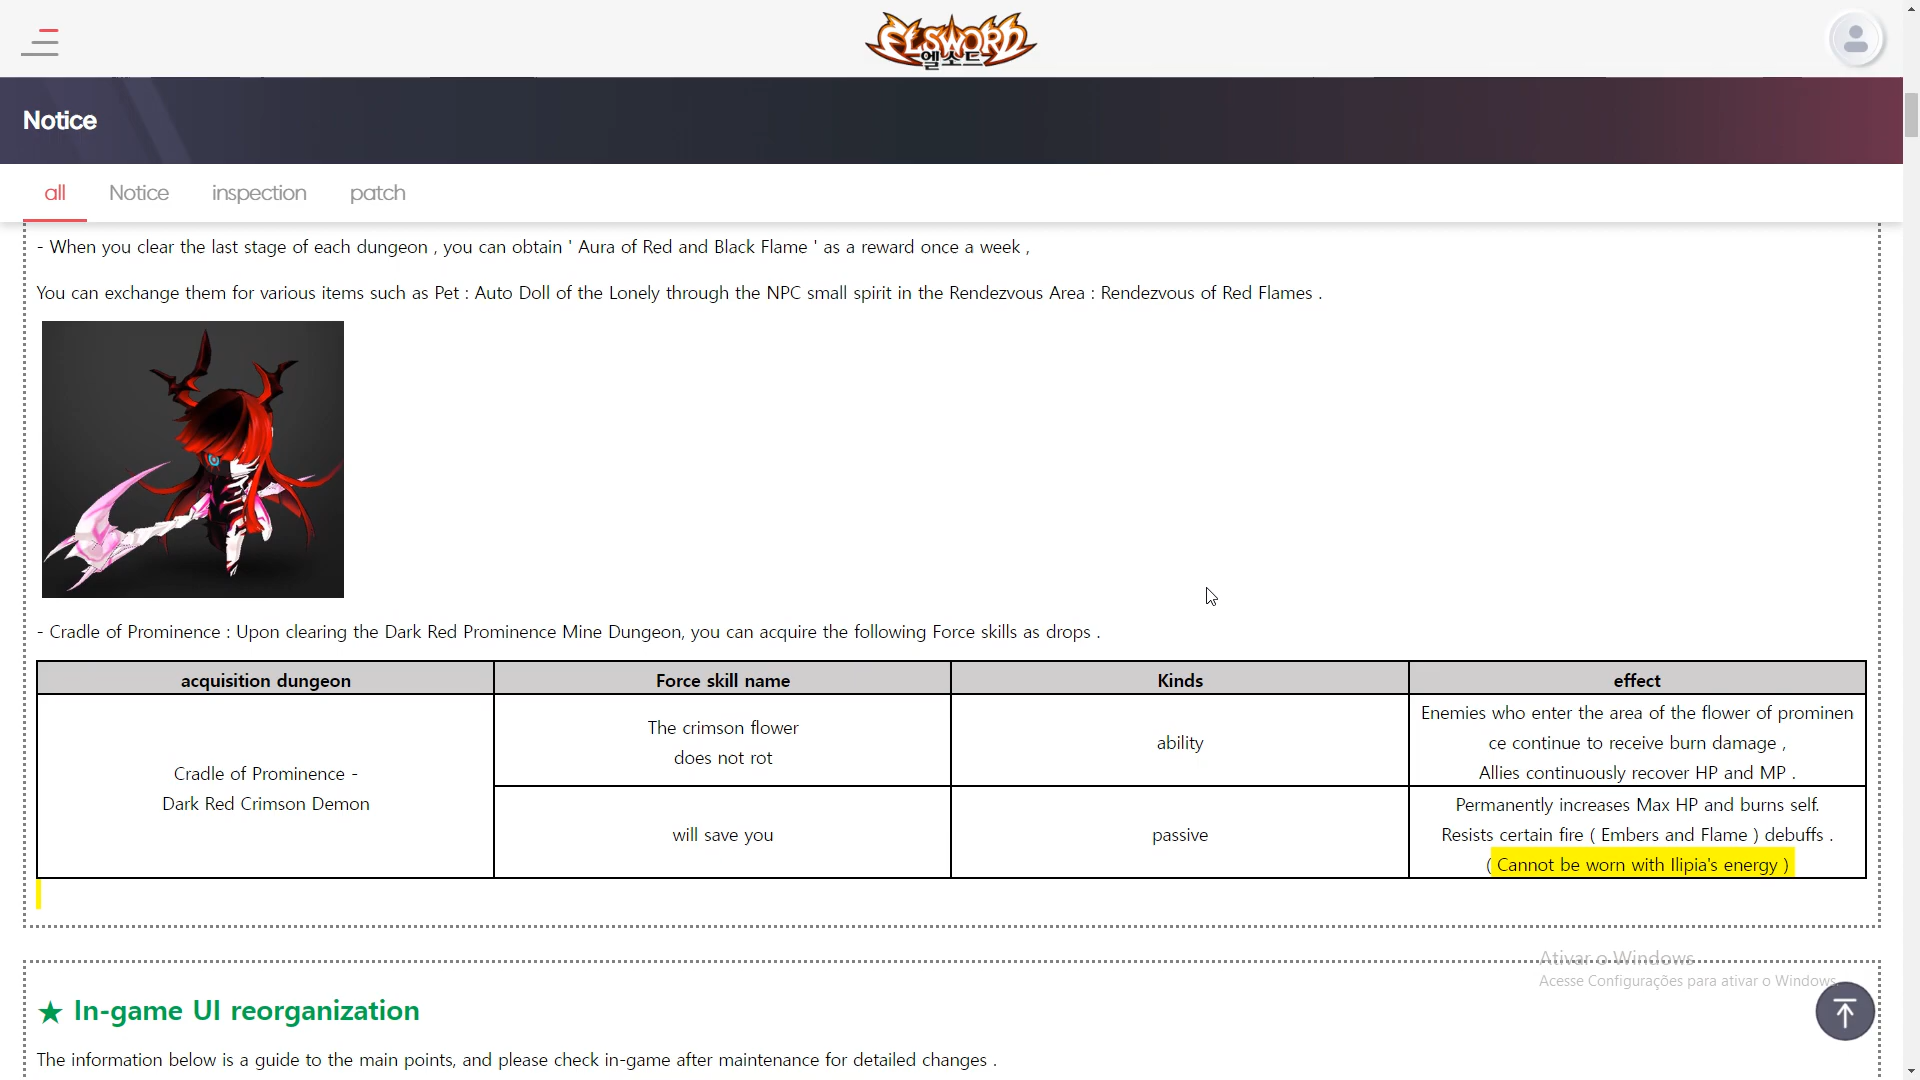 ELSWORD
엘소드
Notice
all
Notice
inspection
patch
- When you clear the last stage of each dungeon , you can obtain ' Aura of Red and Black Flame ' as a reward once a week ,
You can exchange them for various items such as Pet : Auto Doll of the Lonely through the NPC small spirit in the Rendezvous Area : Rendezvous of Red Flames .
- Cradle of Prominence : Upon clearing the Dark Red Prominence Mine Dungeon, you can acquire the following Force skills as drops .
acquisition dungeon
Force skill name
Kinds
effect
Cradle of Prominence -
Dark Red Crimson Demon
The crimson flower
does not rot
ability
Enemies who enter the area of the flower of prominen
ce continue to receive burn damage ,
Allies continuously recover HP and MP .
will save you
passive
Permanently increases Max HP and burns self.
Resists certain fire ( Embers and Flame ) debuffs .
( Cannot be worn with Ilipia's energy )
★ In-game UI reorganization
The information below is a guide to the main points, and please check in-game after maintenance for detailed changes .
Ativar o Windows
Acesse Configurações para ativar o Windows.